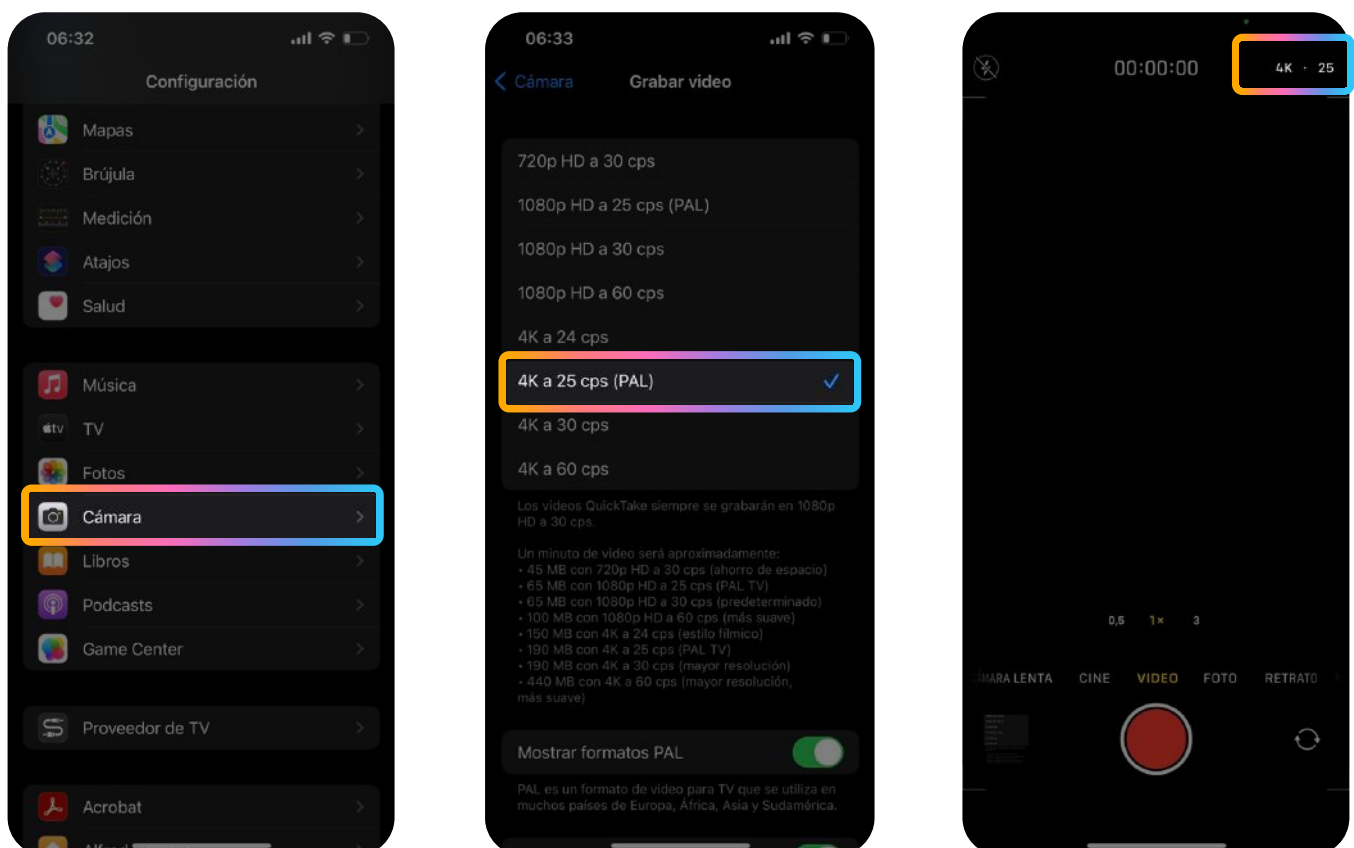 06:32
Configuración
Mapas
Brújula
Medición
Atajos
Salud
Música
tv TV
Fotos
Cámara
Libros
Podcasts
Game Center
Proveedor de TV
Acrobat
06:33
Cámara Grabar video
720p HD a 30 cps
1080p HD a 25 cps (PAL)
1080p HD a 30 cps
1080p HD a 60 cps
4K a 24 cps
4K a 25 cps (PAL)
4K a 30 cps
4K a 60 cps
Los videos QuickTake siempre se grabarán en 1080p
HD a 30 cps.
Un minuto de video será aproximadamente:
• 45 MB con 720p HD a 30 cps (ahorro de espacio)
• 65 MB con 1080p HD a 25 cps (PAL TV)
• 65 MB con 1080p HD a 30 cps (predeterminado)
• 100 MB con 1080p HD a 60 cps (más suave)
• 150 MB con 4K a 24 cps (estilo fílmico)
• 190 MB con 4K a 25 cps (PAL TV)
• 190 MB con 4K a 30 cps (mayor resolución)
• 440 MB con 4K a 60 cps (mayor resolución,
más suave)
Mostrar formatos PAL
PAL es un formato de video para TV que se utiliza en
muchos países de Europa, África, Asia y Sudamérica.
00:00:00 4K · 25
0,5 1× 3
CÁMARA LENTA CINE VIDEO FOTO RETRATO